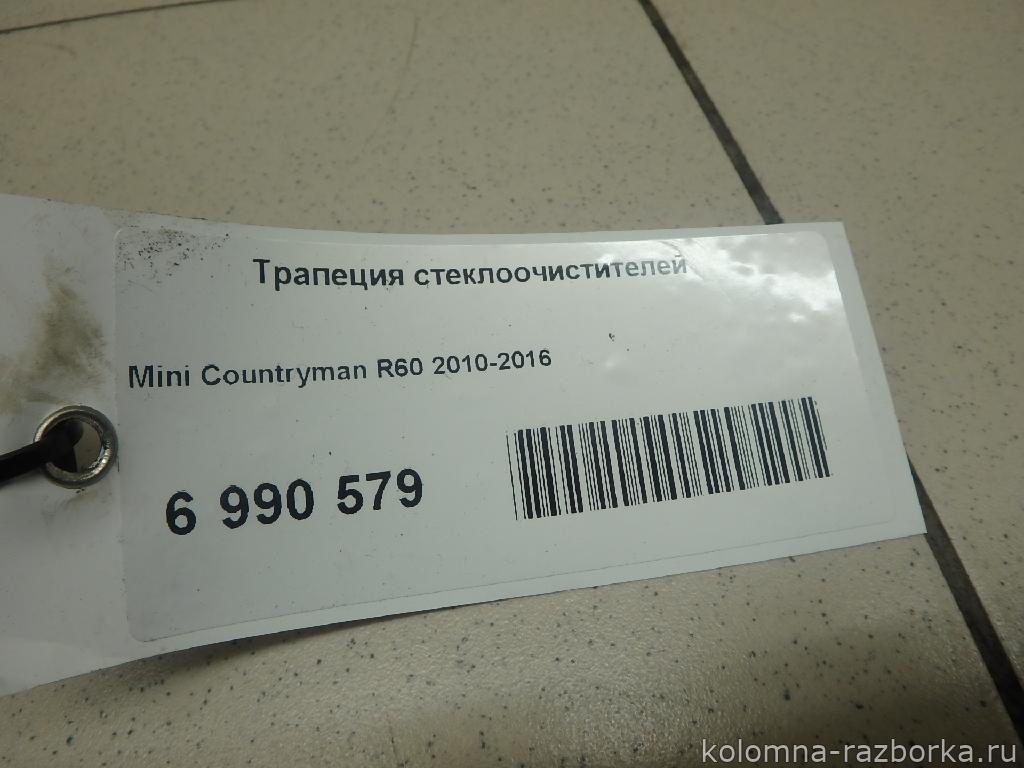 Трапеция стеклоочистителей
Mini Countryman R60 2010-2016
6 990 579
kolomna-razborka.ru